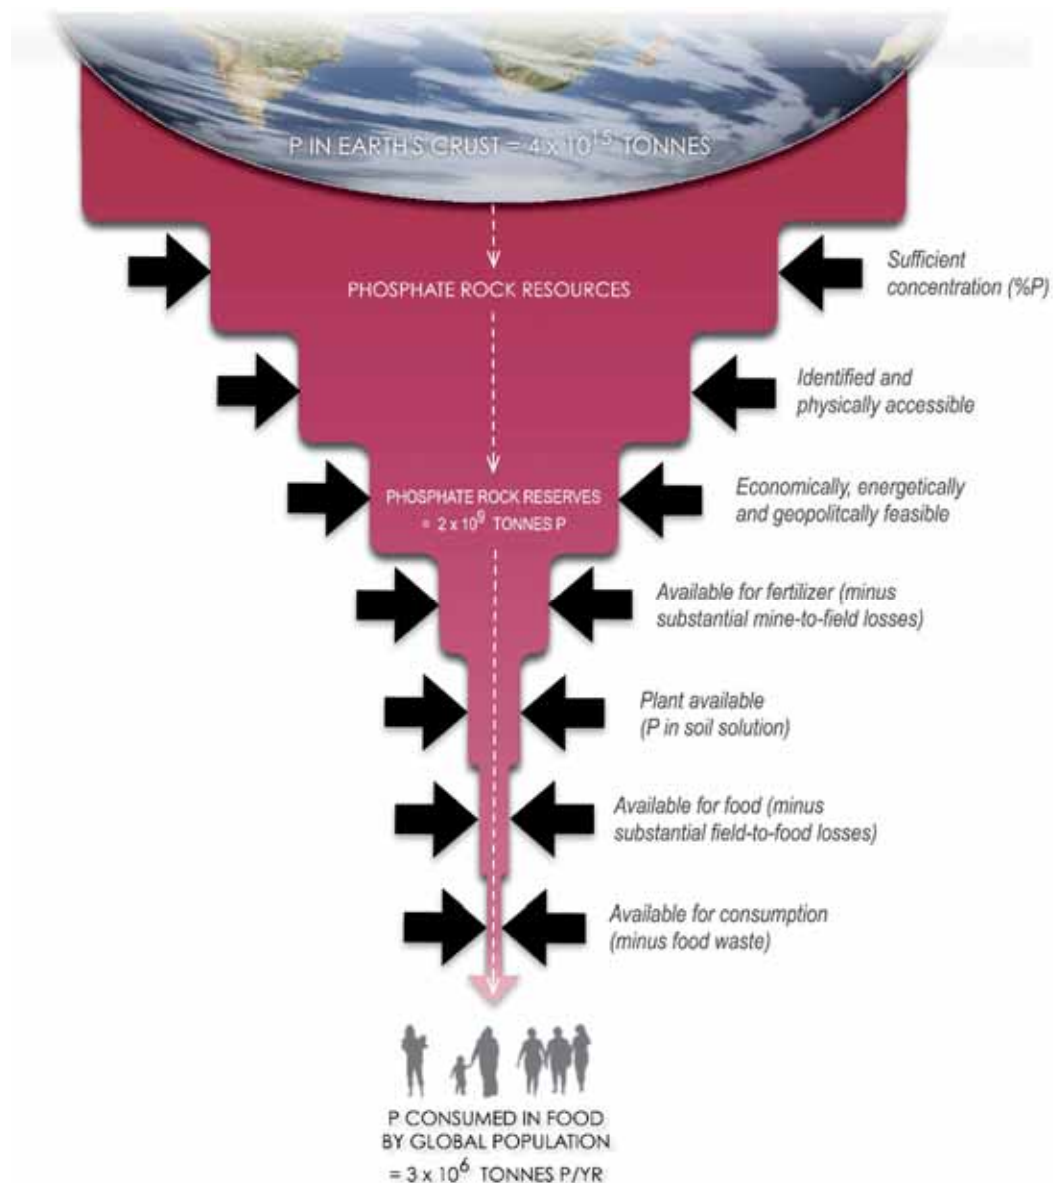 P IN EARTH'S CRUST = 4 x 10¹⁵ TONNES
Sufficient
concentration (%P)
PHOSPHATE ROCK RESOURCES
Identified and
physically accessible
PHOSPHATE ROCK RESERVES
= 2 x 10⁹ TONNES P
Economically, energetically
and geopolitcally feasible
Available for fertilizer (minus
substantial mine-to-field losses)
Plant available
(P in soil solution)
Available for food (minus
substantial field-to-food losses)
Available for consumption
(minus food waste)
P CONSUMED IN FOOD
BY GLOBAL POPULATION
= 3 x 10⁶ TONNES P/YR